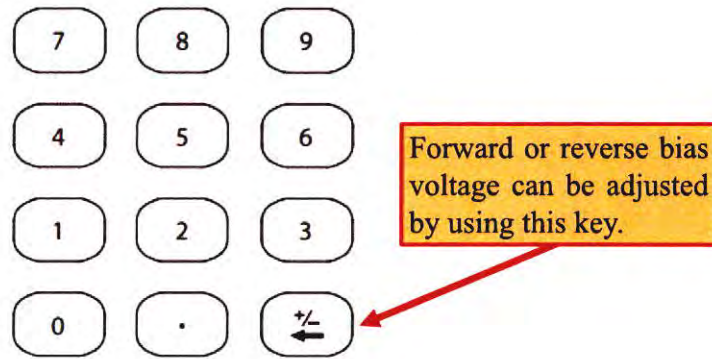 7 8 9
4 5 6
Forward or reverse bias
voltage can be adjusted
by using this key.
1 2 3
0 . +/-